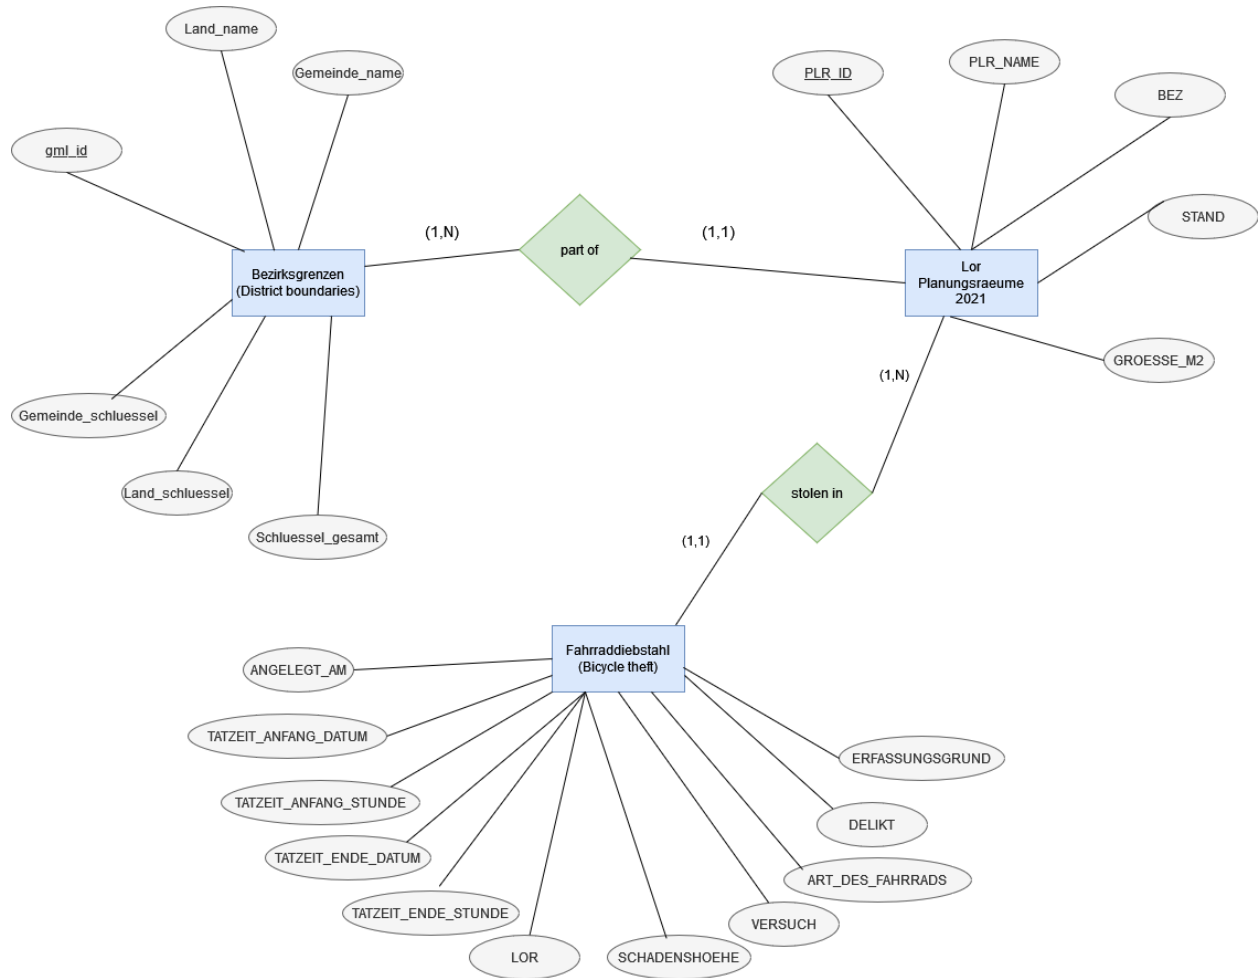 Land_name
Gemeinde_name
gml_id
PLR_ID
PLR_NAME
BEZ
STAND
(1,N)
part of
(1,1)
Bezirksgrenzen
(District boundaries)
Lor
Planungsraeume
2021
GROESSE_M2
(1,N)
Gemeinde_schluessel
Land_schluessel
Schluessel_gesamt
stolen in
(1,1)
Fahrraddiebstahl
(Bicycle theft)
ANGELEGT_AM
TATZEIT_ANFANG_DATUM
TATZEIT_ANFANG_STUNDE
TATZEIT_ENDE_DATUM
TATZEIT_ENDE_STUNDE
LOR
SCHADENSHOEHE
VERSUCH
ART_DES_FAHRRADS
DELIKT
ERFASSUNGSGRUND